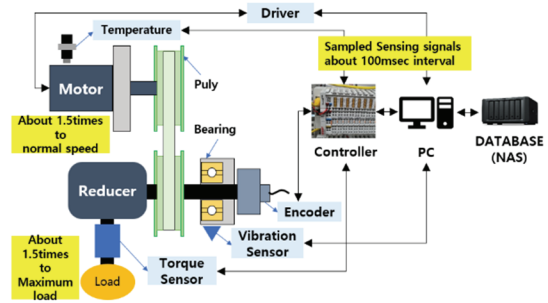 Driver
Temperature
Sampled Sensing signals
about 100msec interval
Motor
Puly
About 1.5times
to
normal speed
Bearing
Controller
PC
DATABASE
(NAS)
Reducer
Encoder
Vibration
Sensor
About
1.5times
to
Maximum
load
Load
Torque
Sensor